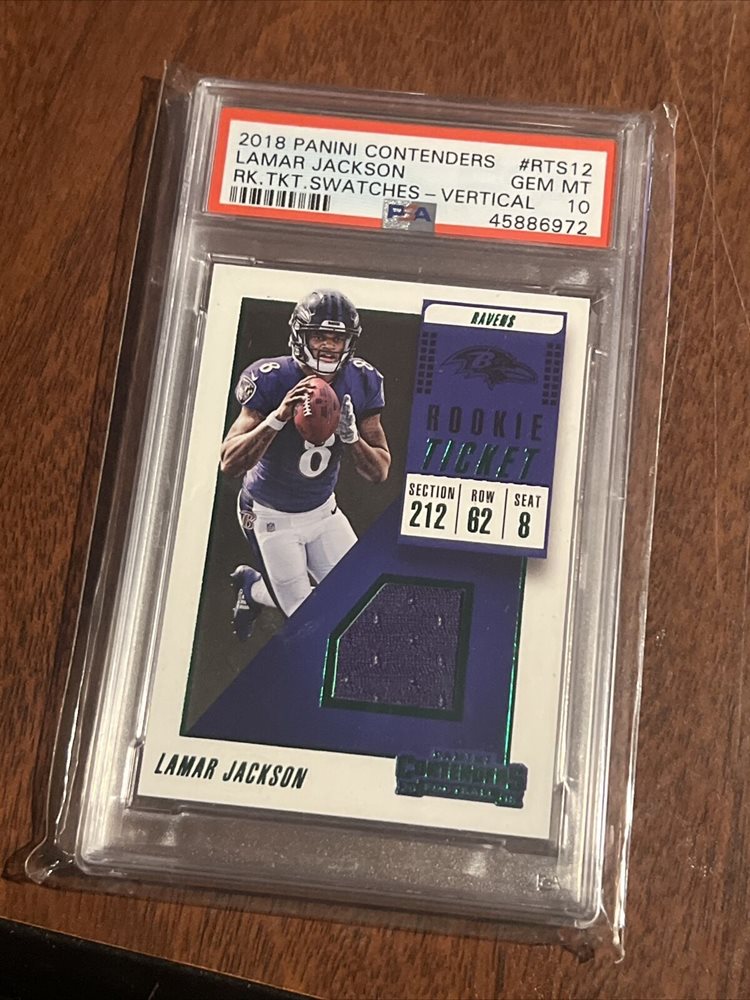 2018 PANINI CONTENDERS #RTS12
LAMAR JACKSON GEM MT
RK.TKT.SWATCHES–VERTICAL 10
PSA 45886972
RAVENS
B
ROOKIE
TICKET
SECTION ROW SEAT
212 62 8
8
8
LAMAR JACKSON
CONTENDERS